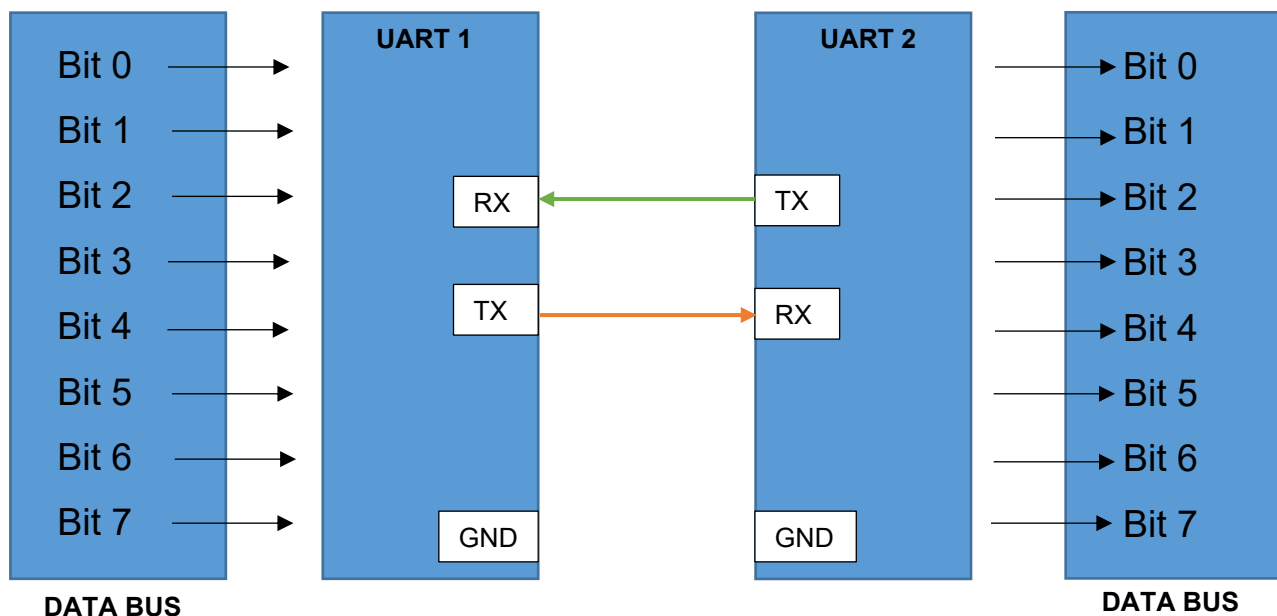 UART 1
UART 2
Bit 0
Bit 1
Bit 2
Bit 3
Bit 4
Bit 5
Bit 6
Bit 7
DATA BUS
RX
TX
GND
TX
RX
GND
Bit 0
Bit 1
Bit 2
Bit 3
Bit 4
Bit 5
Bit 6
Bit 7
DATA BUS